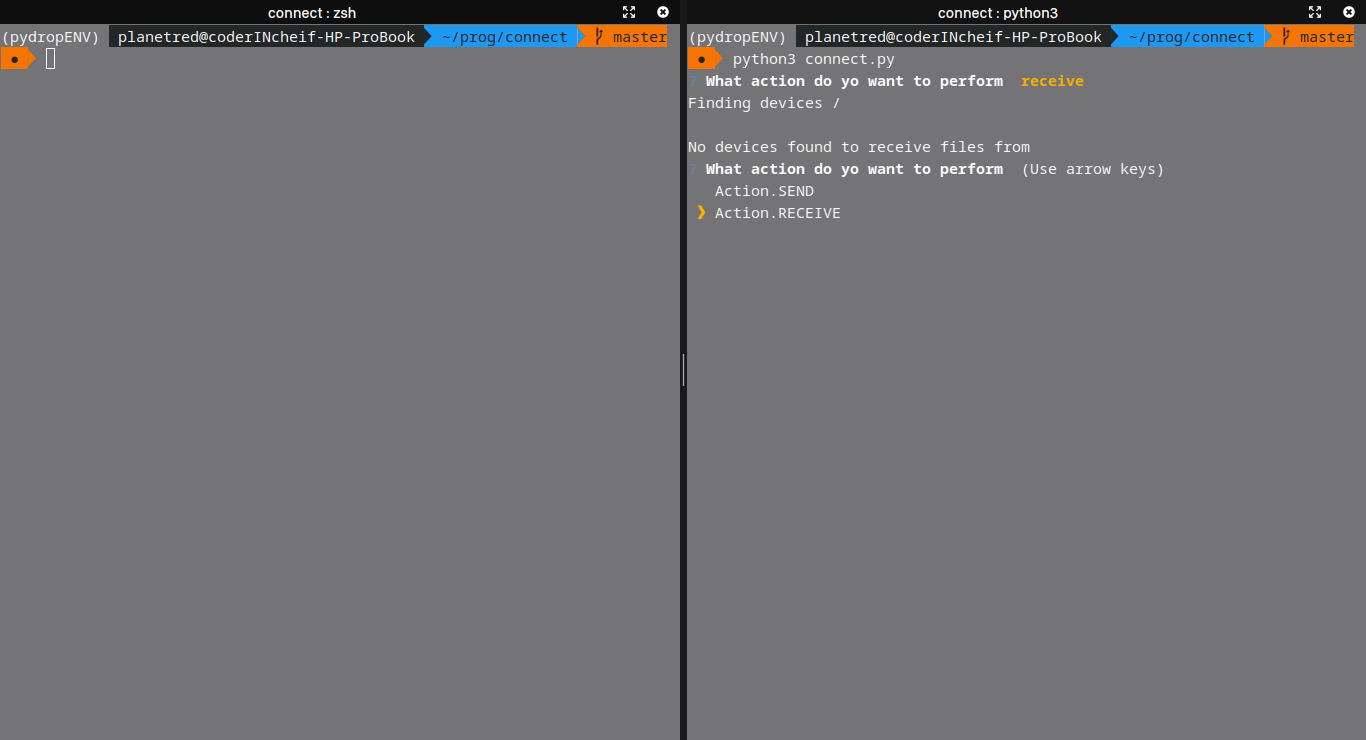 connect : zsh
(pydropENV) planetred@coderINcheif-HP-ProBook ~/prog/connect master
connect : python3
(pydropENV) planetred@coderINcheif-HP-ProBook ~/prog/connect master
● python3 connect.py
? What action do yo want to perform receive
Finding devices /
No devices found to receive files from
? What action do yo want to perform (Use arrow keys)
Action.SEND
❯ Action.RECEIVE